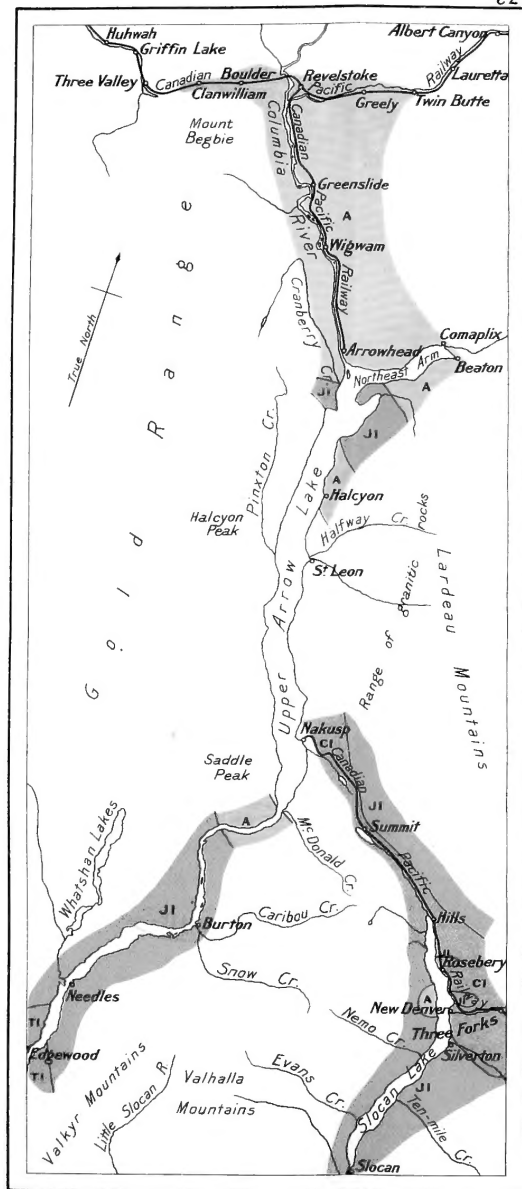 Huhwah
Albert Canyon
Griffin Lake
Lauretta
Three Valley
Canadian
Boulder
Revelstoke
Pacific
Railway
Clanwilliam
Greely
Twin Butte
Mount
Begbie
Columbia
River
Canadian
Pacific
Railway
Greenslide
A
Wigwam
True North
Gold Range
Cranberry Cr.
Arrowhead
Comaplix
Northeast Arm
Beaton
A
J1
J1
Pinxton Cr.
A
Halcyon
Halcyon
Peak
Upper Arrow Lake
Halfway Cr.
St. Leon
Range of granitic rocks
Lardeau Mountains
Nakusp
C1
Canadian
Pacific
Railway
J1
Saddle
Peak
Summit
A
McDonald Cr.
Whatshan Lakes
J1
Burton
Caribou Cr.
Hills
Rosebery
C1
Snow Cr.
Needles
A
New Denver
Three Forks
Nemo Cr.
Silverton
T1
Edgewood
T1
Valkyr Mountains
Little Slocan R.
Valhalla
Mountains
Evans Cr.
Slocan Lake
J1
Ten-mile Cr.
Slocan